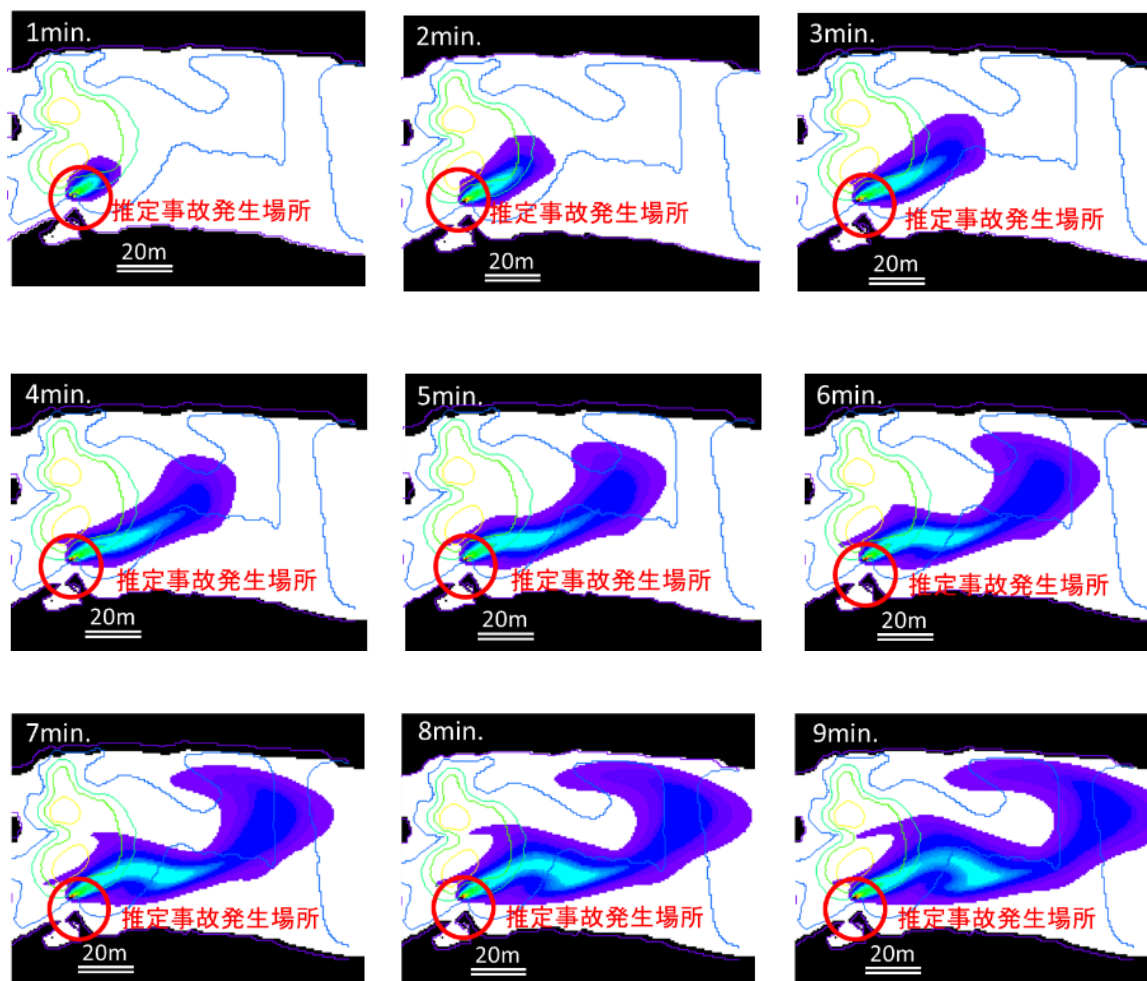 1min.
推定事故発生場所
20m
2min.
推定事故発生場所
20m
3min.
推定事故発生場所
20m
4min.
推定事故発生場所
20m
5min.
推定事故発生場所
20m
6min.
推定事故発生場所
20m
7min.
推定事故発生場所
20m
8min.
推定事故発生場所
20m
9min.
推定事故発生場所
20m